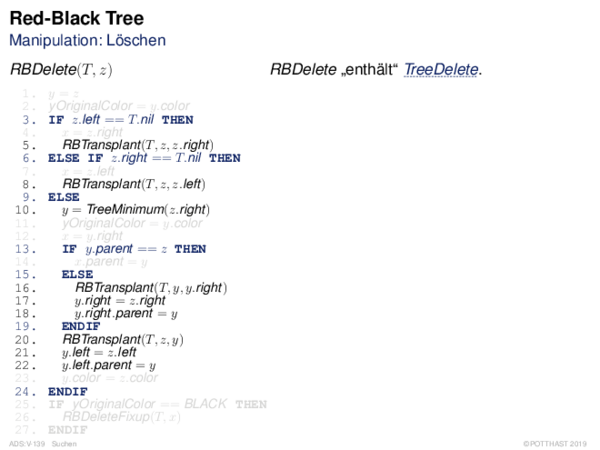 Red-Black Tree
Manipulation: Löschen
RBDelete(T, z)
RBDelete „enthält“ TreeDelete.
1. y = z
2. yOriginalColor = y.color
3. IF z.left == T.nil THEN
4. x = z.right
5. RBTransplant(T, z, z.right)
6. ELSE IF z.right == T.nil THEN
7. x = z.left
8. RBTransplant(T, z, z.left)
9. ELSE
10. y = TreeMinimum(z.right)
11. yOriginalColor = y.color
12. x = y.right
13. IF y.parent == z THEN
14. x.parent = y
15. ELSE
16. RBTransplant(T, y, y.right)
17. y.right = z.right
18. y.right.parent = y
19. ENDIF
20. RBTransplant(T, z, y)
21. y.left = z.left
22. y.left.parent = y
23. y.color = z.color
24. ENDIF
25. IF yOriginalColor == BLACK THEN
26. RBDeleteFixup(T, x)
27. ENDIF
ADS:V-139 Suchen
© POTTHAST 2019